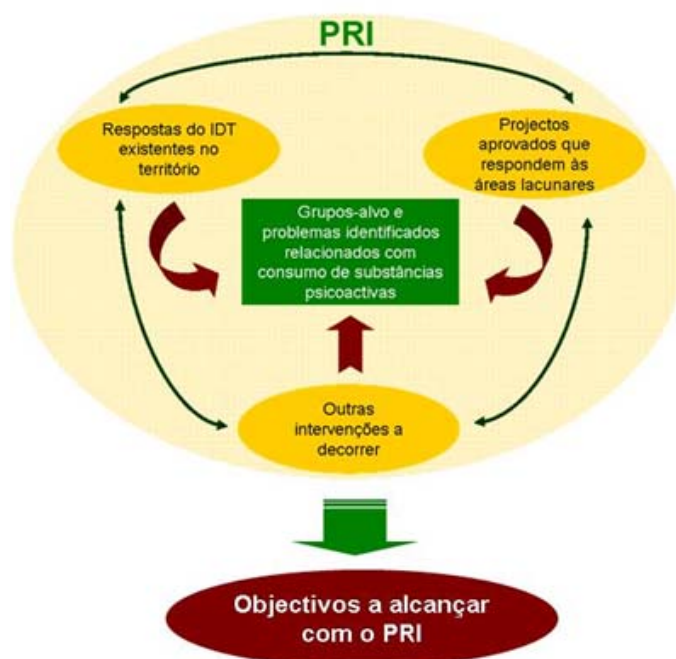 PRI
Respostas do IDT
existentes no
território
Projectos
aprovados que
respondem às
áreas lacunares
Grupos-alvo e
problemas identificados
relacionados com
consumo de substâncias
psicoactivas
Outras
intervenções a
decorrer
Objectivos a alcançar
com o PRI